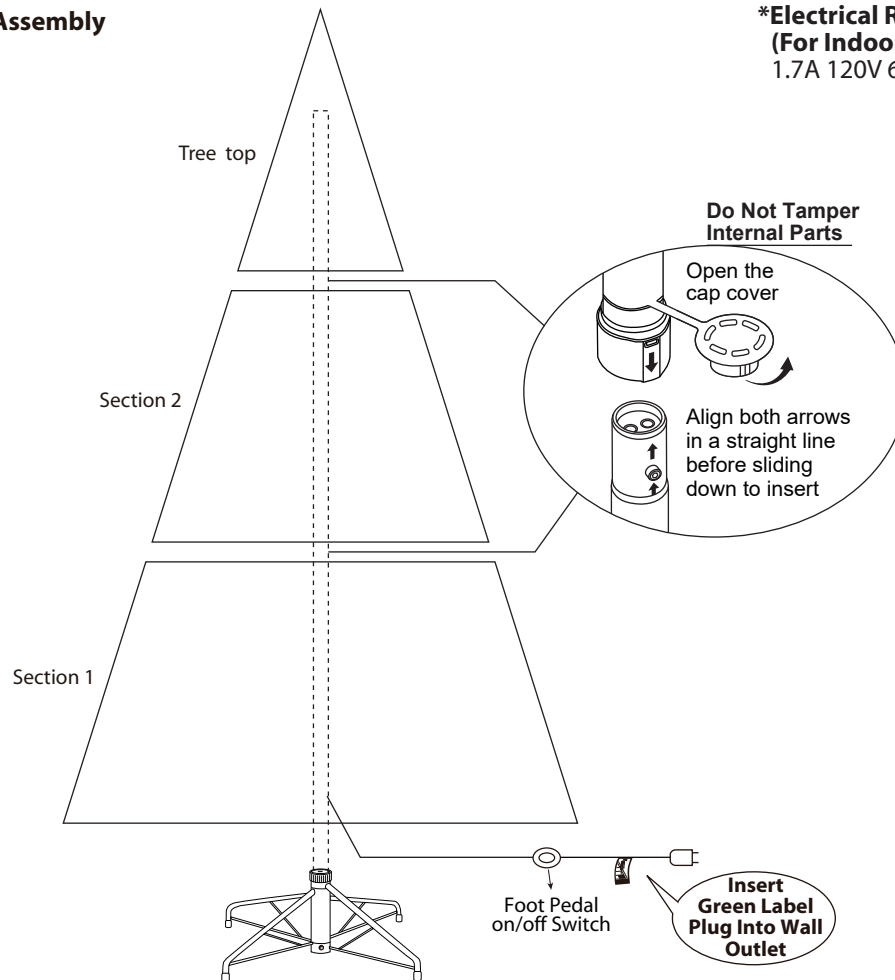 Assembly
*Electrical R
(For Indoo
1.7A 120V 6
Tree top
Do Not Tamper
Internal Parts
Open the
cap cover
Section 2
Align both arrows
in a straight line
before sliding
down to insert
Section 1
Foot Pedal
on/off Switch
Insert
Green Label
Plug Into Wall
Outlet